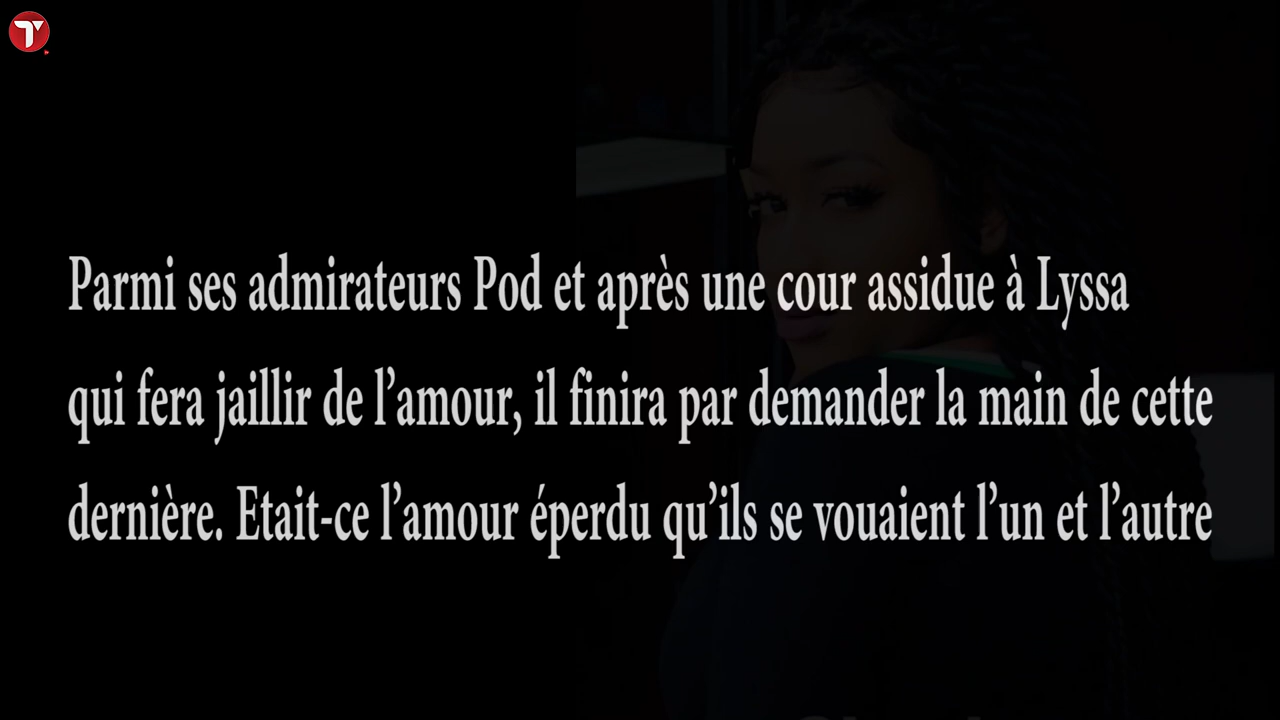 Parmi ses admirateurs Pod et après une cour assidue à Lyssa
qui fera jaillir de l’amour, il finira par demander la main de cette
dernière. Etait-ce l’amour éperdu qu’ils se vouaient l’un et l’autre